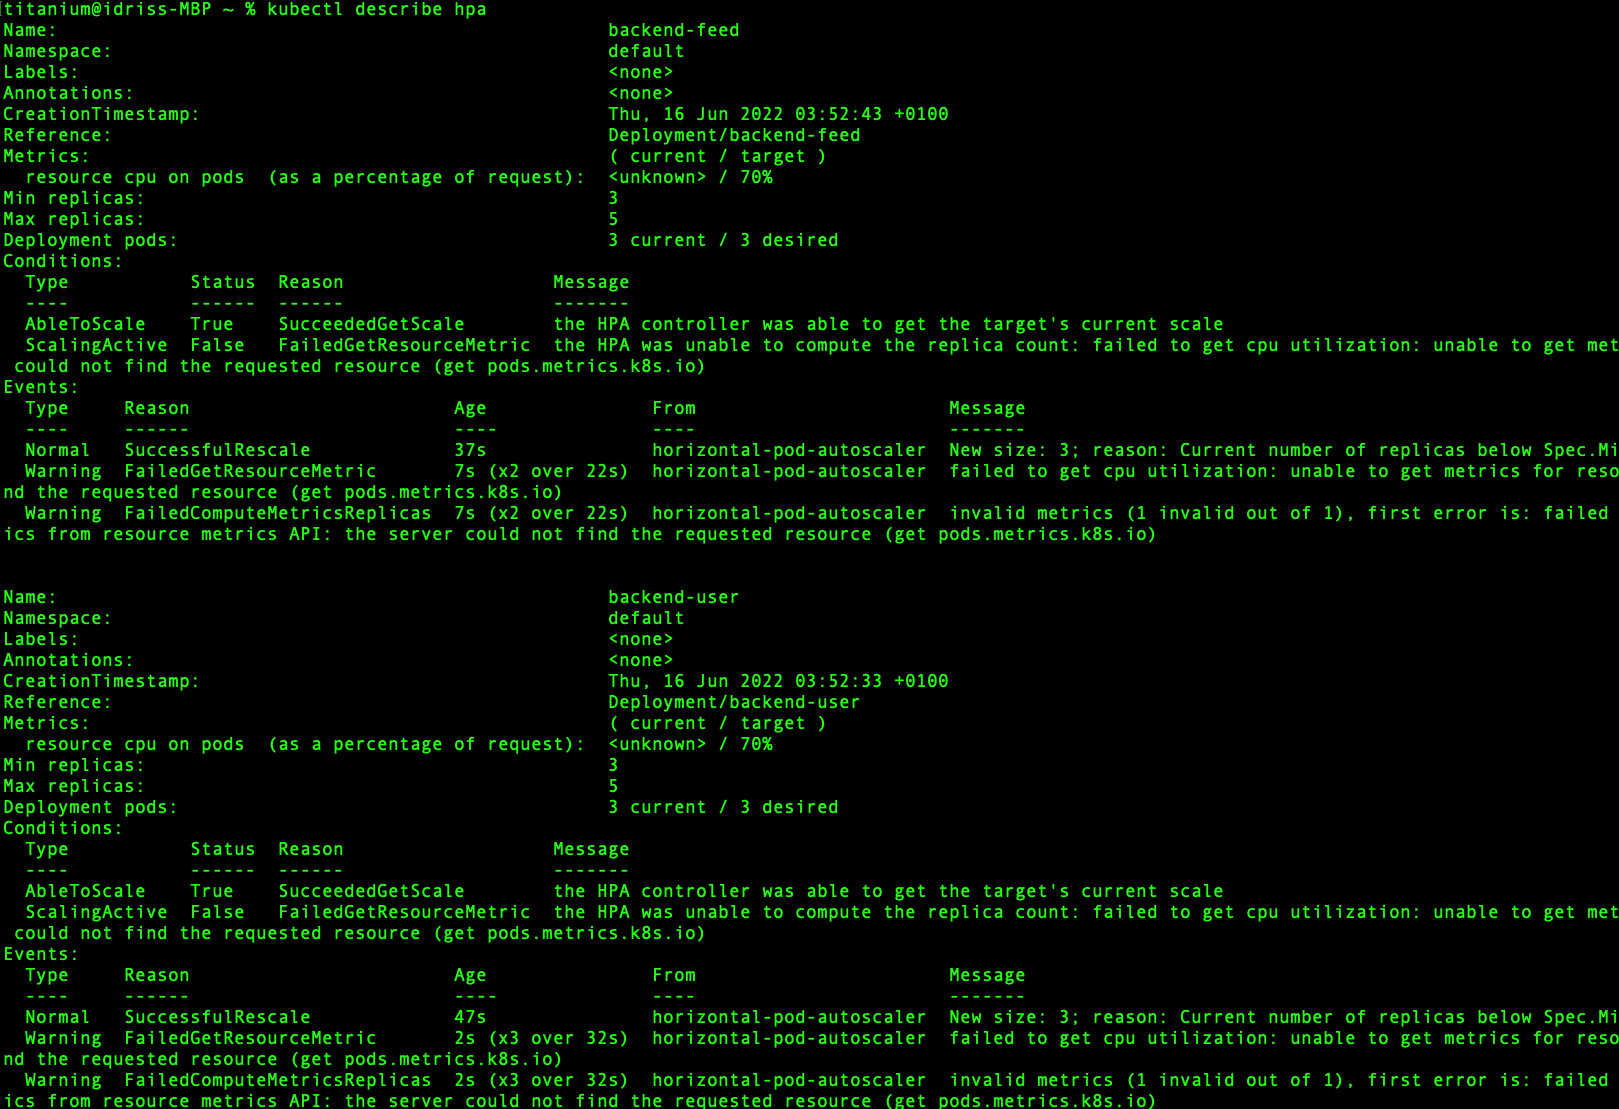 titanium@idriss-MBP ~ % kubectl describe hpa
Name: backend-feed
Namespace: default
Labels: <none>
Annotations: <none>
CreationTimestamp: Thu, 16 Jun 2022 03:52:43 +0100
Reference: Deployment/backend-feed
Metrics: ( current / target )
resource cpu on pods (as a percentage of request): <unknown> / 70%
Min replicas: 3
Max replicas: 5
Deployment pods: 3 current / 3 desired
Conditions:
Type Status Reason Message
---- ------ ------ -------
AbleToScale True SucceededGetScale the HPA controller was able to get the target's current scale
ScalingActive False FailedGetResourceMetric the HPA was unable to compute the replica count: failed to get cpu utilization: unable to get met
could not find the requested resource (get pods.metrics.k8s.io)
Events:
Type Reason Age From Message
---- ------ ---- ---- -------
Normal SuccessfulRescale 37s horizontal-pod-autoscaler New size: 3; reason: Current number of replicas below Spec.Mi
Warning FailedGetResourceMetric 7s (x2 over 22s) horizontal-pod-autoscaler failed to get cpu utilization: unable to get metrics for reso
nd the requested resource (get pods.metrics.k8s.io)
Warning FailedComputeMetricsReplicas 7s (x2 over 22s) horizontal-pod-autoscaler invalid metrics (1 invalid out of 1), first error is: failed
ics from resource metrics API: the server could not find the requested resource (get pods.metrics.k8s.io)
Name: backend-user
Namespace: default
Labels: <none>
Annotations: <none>
CreationTimestamp: Thu, 16 Jun 2022 03:52:33 +0100
Reference: Deployment/backend-user
Metrics: ( current / target )
resource cpu on pods (as a percentage of request): <unknown> / 70%
Min replicas: 3
Max replicas: 5
Deployment pods: 3 current / 3 desired
Conditions:
Type Status Reason Message
---- ------ ------ -------
AbleToScale True SucceededGetScale the HPA controller was able to get the target's current scale
ScalingActive False FailedGetResourceMetric the HPA was unable to compute the replica count: failed to get cpu utilization: unable to get met
could not find the requested resource (get pods.metrics.k8s.io)
Events:
Type Reason Age From Message
---- ------ ---- ---- -------
Normal SuccessfulRescale 47s horizontal-pod-autoscaler New size: 3; reason: Current number of replicas below Spec.Mi
Warning FailedGetResourceMetric 2s (x3 over 32s) horizontal-pod-autoscaler failed to get cpu utilization: unable to get metrics for reso
nd the requested resource (get pods.metrics.k8s.io)
Warning FailedComputeMetricsReplicas 2s (x3 over 32s) horizontal-pod-autoscaler invalid metrics (1 invalid out of 1), first error is: failed
ics from resource metrics API: the server could not find the requested resource (get pods.metrics.k8s.io)